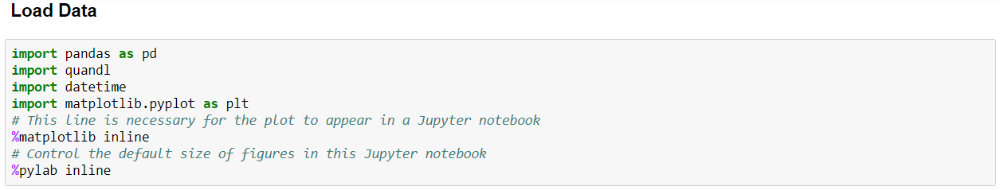 Load Data
import pandas as pd
import quandl
import datetime
import matplotlib.pyplot as plt
# This line is necessary for the plot to appear in a Jupyter notebook
%matplotlib inline
# Control the default size of figures in this Jupyter notebook
%pylab inline